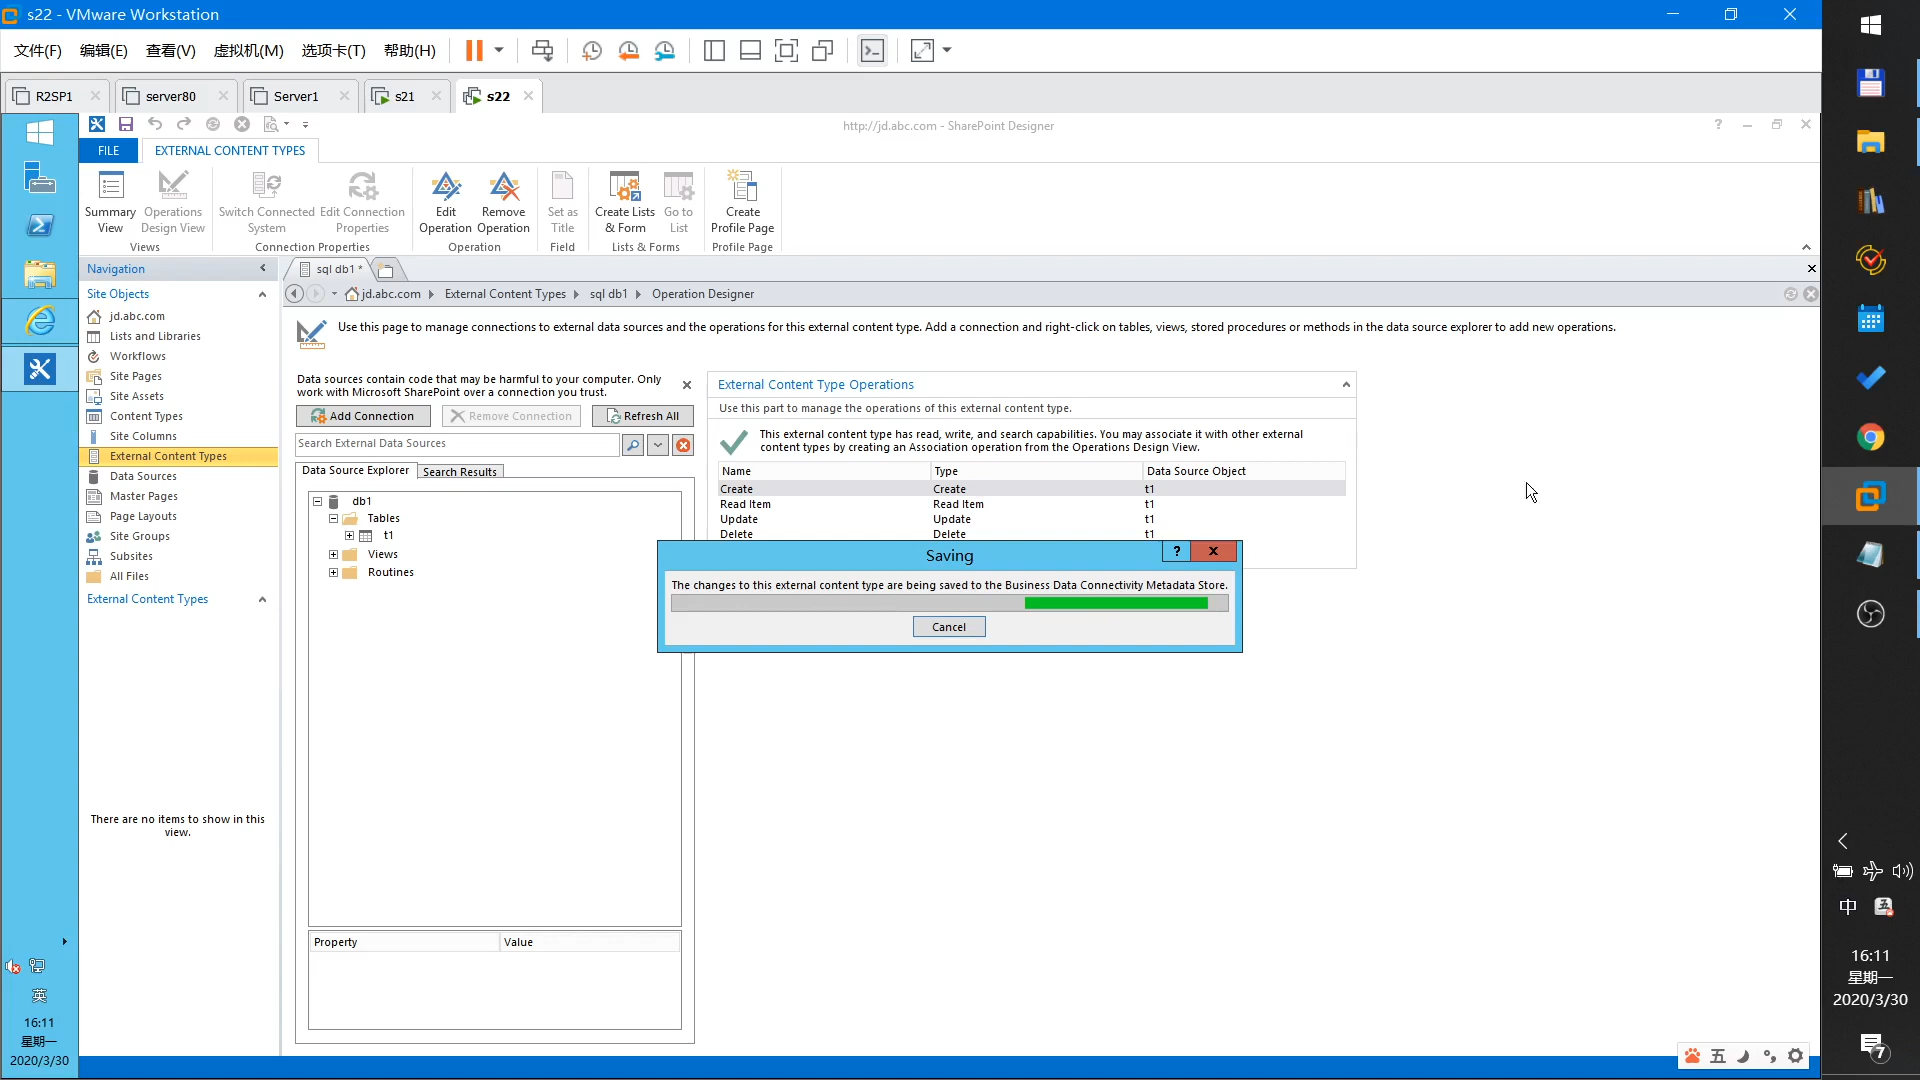 s22 - VMware Workstation
文件(F) 编辑(E) 查看(V) 虚拟机(M) 选项卡(T) 帮助(H)
R2SP1 server80 Server1 s21 s22
http://jd.abc.com - SharePoint Designer
FILE EXTERNAL CONTENT TYPES
Summary View
Operations Design View
Switch Connected System
Edit Connection Properties
Edit Operation
Remove Operation
Set as Title
Create Lists & Form
Go to List
Create Profile Page
Views Connection Properties Operation Field Lists & Forms Profile Page
Navigation
sql db1 *
Site Objects
jd.abc.com External Content Types sql db1 Operation Designer
jd.abc.com
Lists and Libraries
Workflows
Site Pages
Site Assets
Content Types
Site Columns
External Content Types
Data Sources
Master Pages
Page Layouts
Site Groups
Subsites
All Files
External Content Types
There are no items to show in this
view.
Use this page to manage connections to external data sources and the operations for this external content type. Add a connection and right-click on tables, views, stored procedures or methods in the data source explorer to add new operations.
Data sources contain code that may be harmful to your computer. Only
work with Microsoft SharePoint over a connection you trust.
Add Connection Remove Connection Refresh All
Search External Data Sources
Data Source Explorer Search Results
db1
Tables
t1
Views
Routines
Property Value
External Content Type Operations
Use this part to manage the operations of this external content type.
This external content type has read, write, and search capabilities. You may associate it with other external
content types by creating an Association operation from the Operations Design View.
Name Type Data Source Object
Create Create t1
Read Item Read Item t1
Update Update t1
Delete Delete t1
Saving
?
The changes to this external content type are being saved to the Business Data Connectivity Metadata Store.
Cancel
英
16:11
星期一
2020/3/30
五
中
五
16:11
星期一
2020/3/30
7